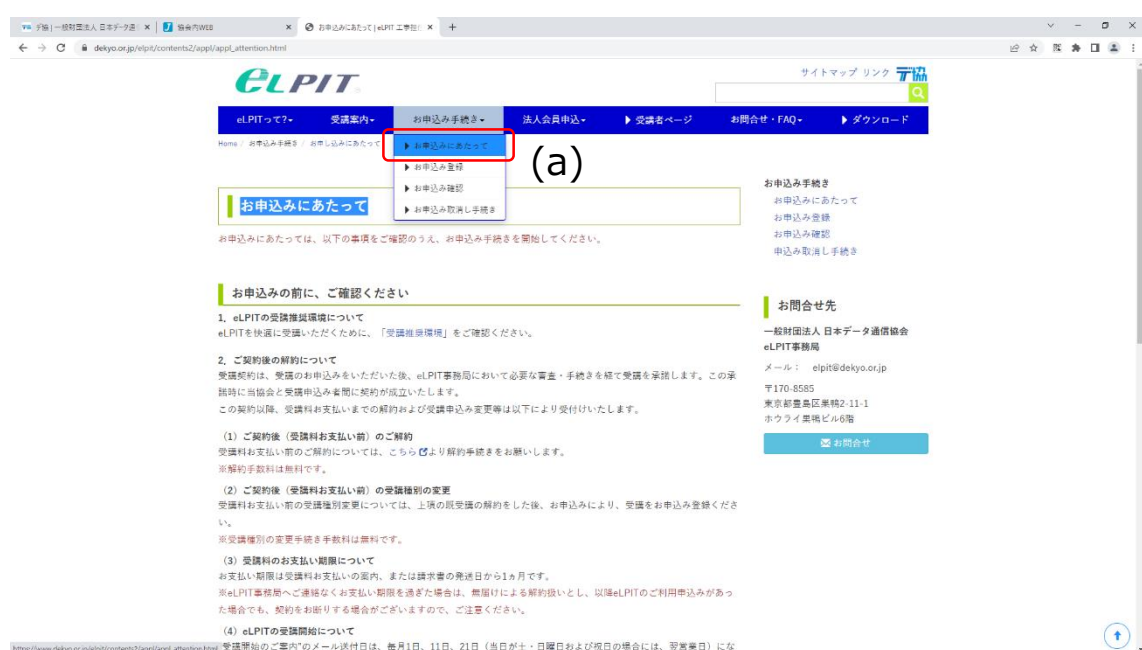 デ協 | 一般財団法人 日本データ通信
協会内WEB
お申込みにあたって | eLPIT 工事担任
dekyo.or.jp/elpit/contents2/appl/appl_attention.html
eLPIT
サイトマップ リンク デ協
eLPITって? 受講案内 お申込み手続き 法人会員申込 受講者ページ お問合せ・FAQ ダウンロード
Home / お申込み手続き / お申し込みにあたって
お申込みにあたって
お申込み登録
お申込み確認
お申込み取消し手続き
(a)
お申込みにあたって
お申込みにあたっては、以下の事項をご確認のうえ、お申込み手続きを開始してください。
お申込みの前に、ご確認ください
1. eLPITの受講推奨環境について
eLPITを快適に受講いただくために、「受講推奨環境」をご確認ください。
2. ご契約後の解約について
受講契約は、受講のお申込みをいただいた後、eLPIT事務局において必要な審査・手続きを経て受講を承諾します。この承
諾時に当協会と受講申込み者間に契約が成立いたします。
この契約以降、受講料お支払いまでの解約および受講申込み変更等は以下により受付けいたします。
(1) ご契約後（受講料お支払い前）のご解約
受講料お支払い前のご解約については、こちらより解約手続きをお願いします。
※解約手数料は無料です。
(2) ご契約後（受講料お支払い前）の受講種別の変更
受講料お支払い前の受講種別変更については、上項の既受講の解約をした後、お申込みにより、受講をお申込み登録くださ
い。
※受講種別の変更手続き手数料は無料です。
(3) 受講料のお支払い期限について
お支払い期限は受講料お支払いの案内、または請求書の発送日から1ヵ月です。
※eLPIT事務局へご連絡なくお支払い期限を過ぎた場合は、無届けによる解約扱いとし、以降eLPITのご利用申込みがあっ
た場合でも、契約をお断りする場合がございますので、ご注意ください。
(4) eLPITの受講開始について
受講開始のご案内"のメール送付日は、毎月1日、11日、21日（当日が土・日曜日および祝日の場合には、翌営業日）にな
https://www.dekyo.or.jp/elpit/contents2/appl/appl_attention.html
お申込み手続き
お申込みにあたって
お申込み登録
お申込み確認
申込み取消し手続き
お問合せ先
一般財団法人 日本データ通信協会
eLPIT事務局
メール： elpit@dekyo.or.jp
〒170-8585
東京都豊島区巣鴨2-11-1
ホウライ巣鴨ビル6階
お問合せ